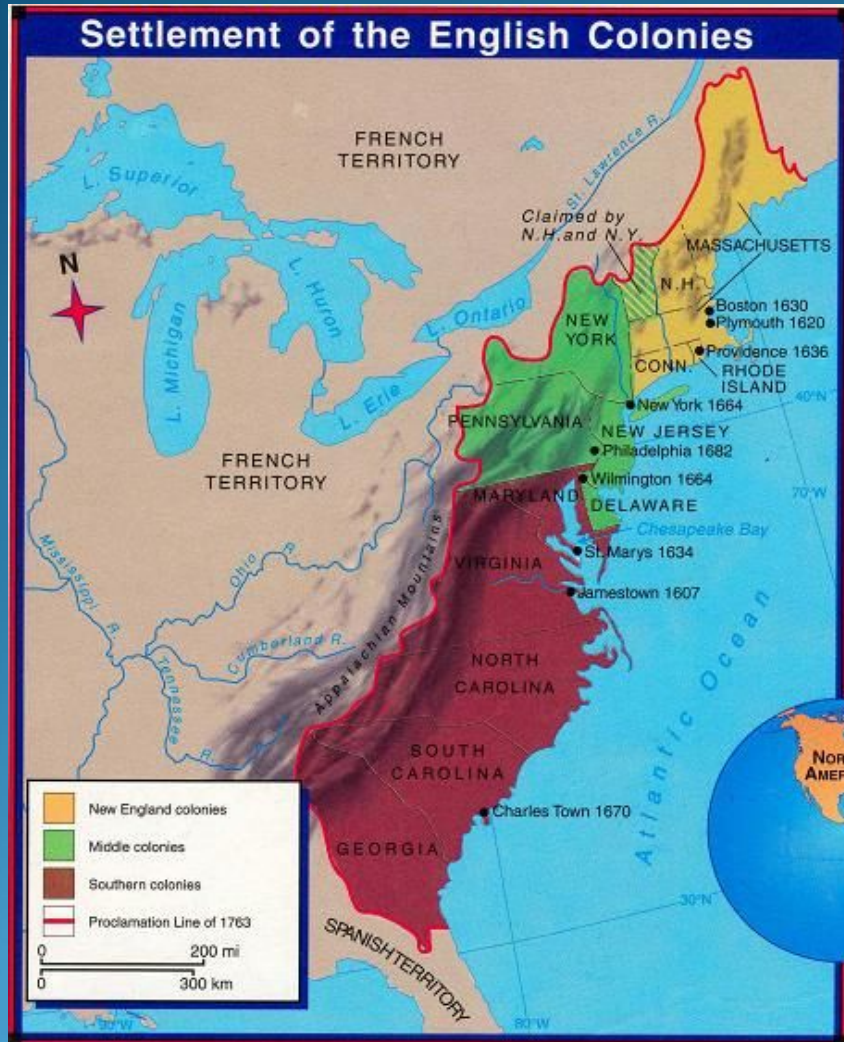 Settlement of the English Colonies
FRENCH
TERRITORY
L. Superior
St. Lawrence R.
Claimed by
N.H. and N.Y.
N
MASSACHUSETTS
N.H.
L. Huron
L. Michigan
L. Ontario
Boston 1630
Plymouth 1620
NEW
YORK
CONN.
Providence 1636
RHODE
ISLAND
L. Erie
40°N
New York 1664
PENNSYLVANIA
NEW JERSEY
Philadelphia 1682
FRENCH
TERRITORY
Wilmington 1664
MARYLAND
DELAWARE
70°W
Chesapeake Bay
St. Marys 1634
VIRGINIA
Mississippi R.
Ohio R.
Jamestown 1607
Appalachian Mountains
Cumberland R.
Tennessee R.
NORTH
CAROLINA
Atlantic Ocean
SOUTH
CAROLINA
Charles Town 1670
GEORGIA
NOR
AMER
30°N
New England colonies
Middle colonies
Southern colonies
Proclamation Line of 1763
0 200 mi
0 300 km
SPANISH TERRITORY
90°W
80°W